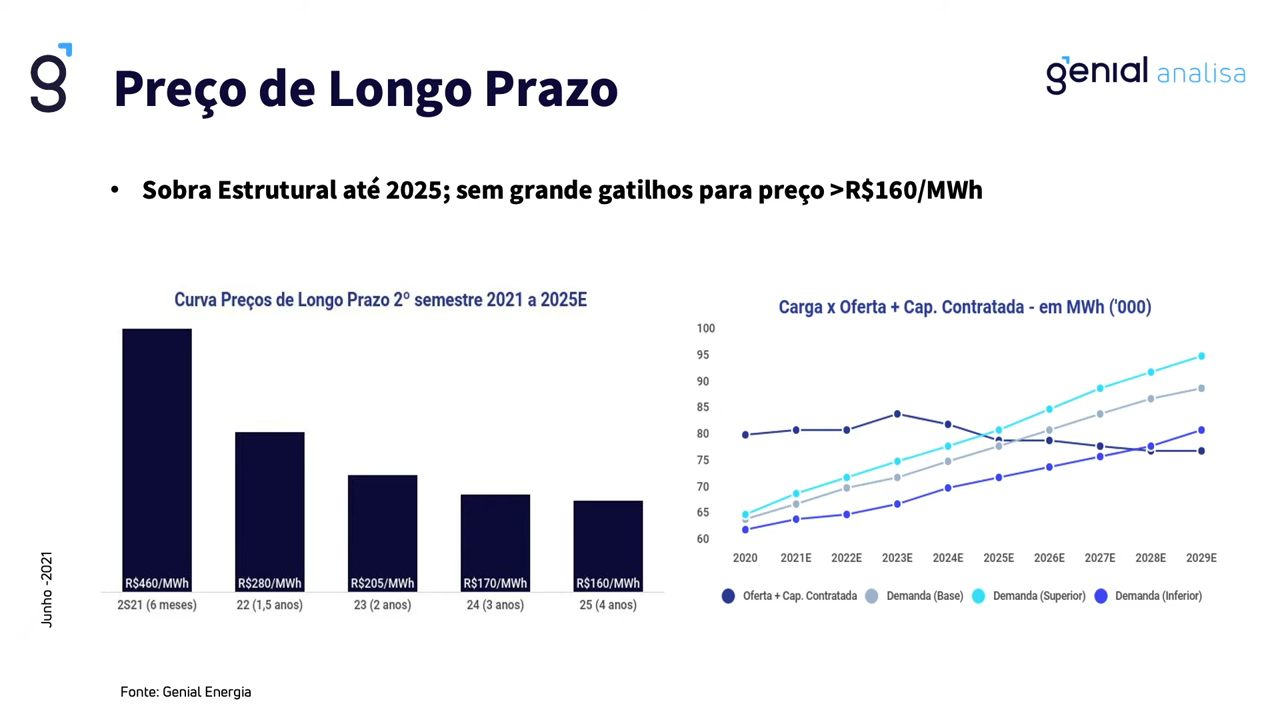 g
Preço de Longo Prazo
genial analisa
• Sobra Estrutural até 2025; sem grande gatilhos para preço >R$160/MWh
Curva Preços de Longo Prazo 2º semestre 2021 a 2025E
R$460/MWh R$280/MWh R$205/MWh R$170/MWh R$160/MWh
2S21 (6 meses) 22 (1,5 anos) 23 (2 anos) 24 (3 anos) 25 (4 anos)
Carga x Oferta + Cap. Contratada - em MWh ('000)
100
95
90
85
80
75
70
65
60
2020 2021E 2022E 2023E 2024E 2025E 2026E 2027E 2028E 2029E
Oferta + Cap. Contratada Demanda (Base) Demanda (Superior) Demanda (Inferior)
Junho -2021
Fonte: Genial Energia